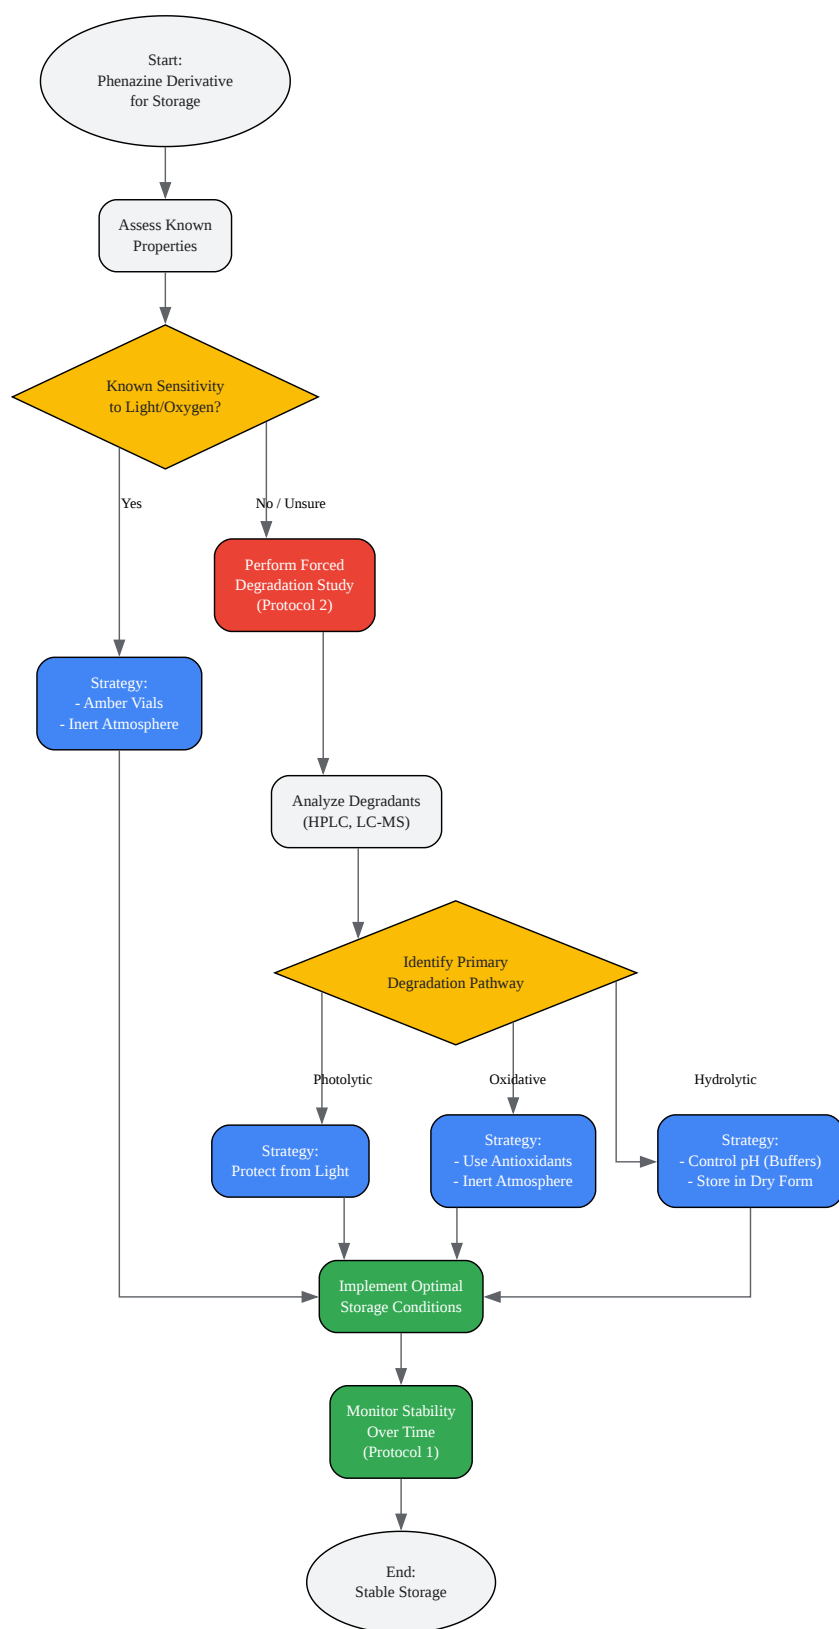 Start:
Phenazine Derivative
for Storage
Assess Known
Properties
Known Sensitivity
to Light/Oxygen?
Yes
No / Unsure
Perform Forced
Degradation Study
(Protocol 2)
Strategy:
- Amber Vials
- Inert Atmosphere
Analyze Degradants
(HPLC, LC-MS)
Identify Primary
Degradation Pathway
Photolytic
Oxidative
Hydrolytic
Strategy:
Protect from Light
Strategy:
- Use Antioxidants
- Inert Atmosphere
Strategy:
- Control pH (Buffers)
- Store in Dry Form
Implement Optimal
Storage Conditions
Monitor Stability
Over Time
(Protocol 1)
End:
Stable Storage